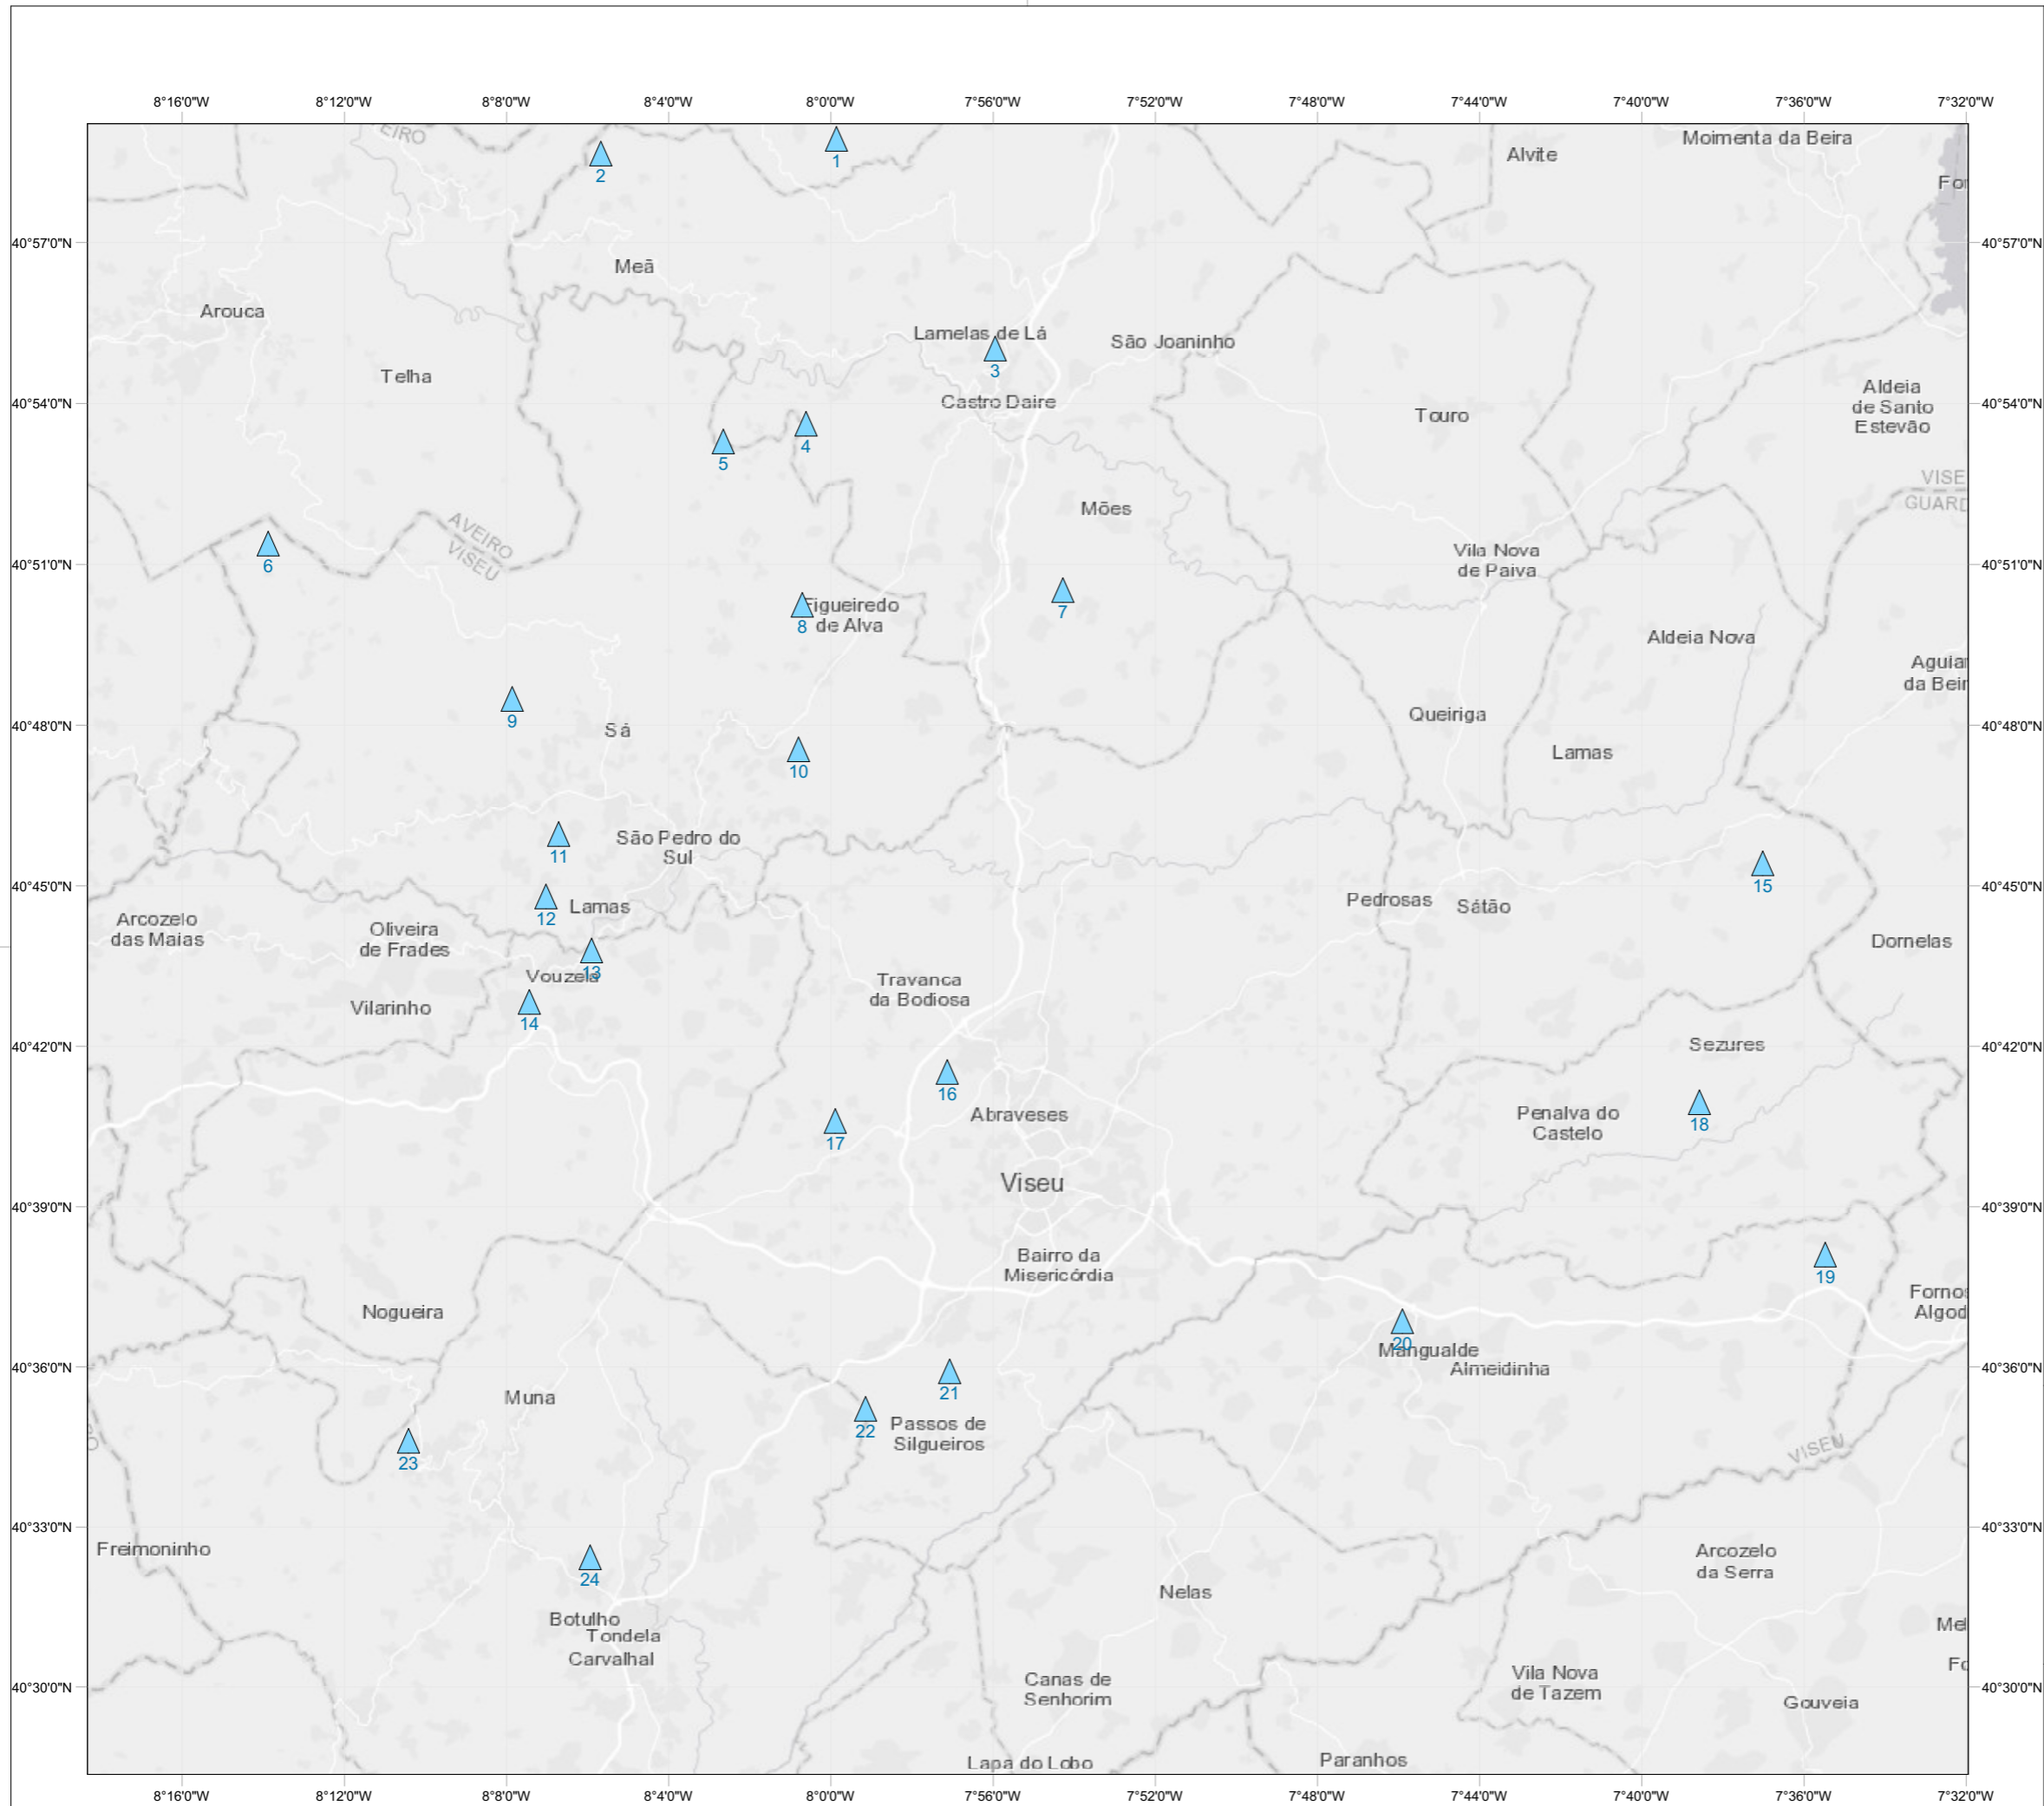 8°16'0"W 8°12'0"W 8°8'0"W 8°4'0"W 8°0'0"W 7°56'0"W 7°52'0"W 7°48'0"W 7°44'0"W 7°40'0"W 7°36'0"W 7°32'0"W
EIRO
1
Moimenta da Beira
2
Alvite
For
40°57'0"N 40°57'0"N
Meã
Arouca
Lamelas de Lá
São Joaninho
3
Telha
Castro Daire
40°54'0"N 40°54'0"N
Aldeia
de Santo
Estevão
Touro
4
5
VISE
GUARD
Mões
AVEIRO
VISEU
6
40°51'0"N 40°51'0"N
Vila Nova
de Paiva
7
8
Figueiredo
de Alva
Aldeia Nova
Aguiar
da Beir
9
Sá
Queiriga
40°48'0"N 40°48'0"N
Lamas
10
São Pedro do
Sul
11
15
40°45'0"N 40°45'0"N
12
Lamas
Pedrosas
Sátão
Arcozelo
das Maias
Oliveira
de Frades
Dornelas
13
Vouzela
Travanca
da Bodiosa
Vilarinho
14
40°42'0"N 40°42'0"N
Sezures
16
Abraveses
17
Penalva do
Castelo
18
Viseu
40°39'0"N 40°39'0"N
Bairro da
Misericórdia
19
Nogueira
Fornos
Algod
20
Mangualde
Almeidinha
40°36'0"N 40°36'0"N
21
Muna
22
Passos de
Silgueiros
23
VISEU
40°33'0"N 40°33'0"N
Freimoninho
24
Arcozelo
da Serra
Nelas
Botulho
Tondela
Carvalhal
Mel
Fo
Canas de
Senhorim
Vila Nova
de Tazem
Gouveia
40°30'0"N 40°30'0"N
Lapa do Lobo
Paranhos
8°16'0"W 8°12'0"W 8°8'0"W 8°4'0"W 8°0'0"W 7°56'0"W 7°52'0"W 7°48'0"W 7°44'0"W 7°40'0"W 7°36'0"W 7°32'0"W